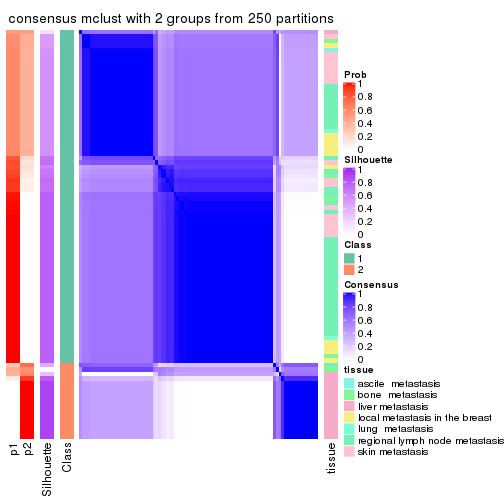 consensus mclust with 2 groups from 250 partitions
Prob
1
0.8
0.6
0.4
0.2
0
Silhouette
1
0.8
0.6
0.4
0.2
0
Class
1
2
Consensus
1
0.8
0.6
0.4
0.2
0
tissue
ascite metastasis
bone metastasis
liver metastasis
local metastasis in the breast
lung metastasis
regional lymph node metastasis
skin metastasis
p1
p2
Silhouette
Class
tissue